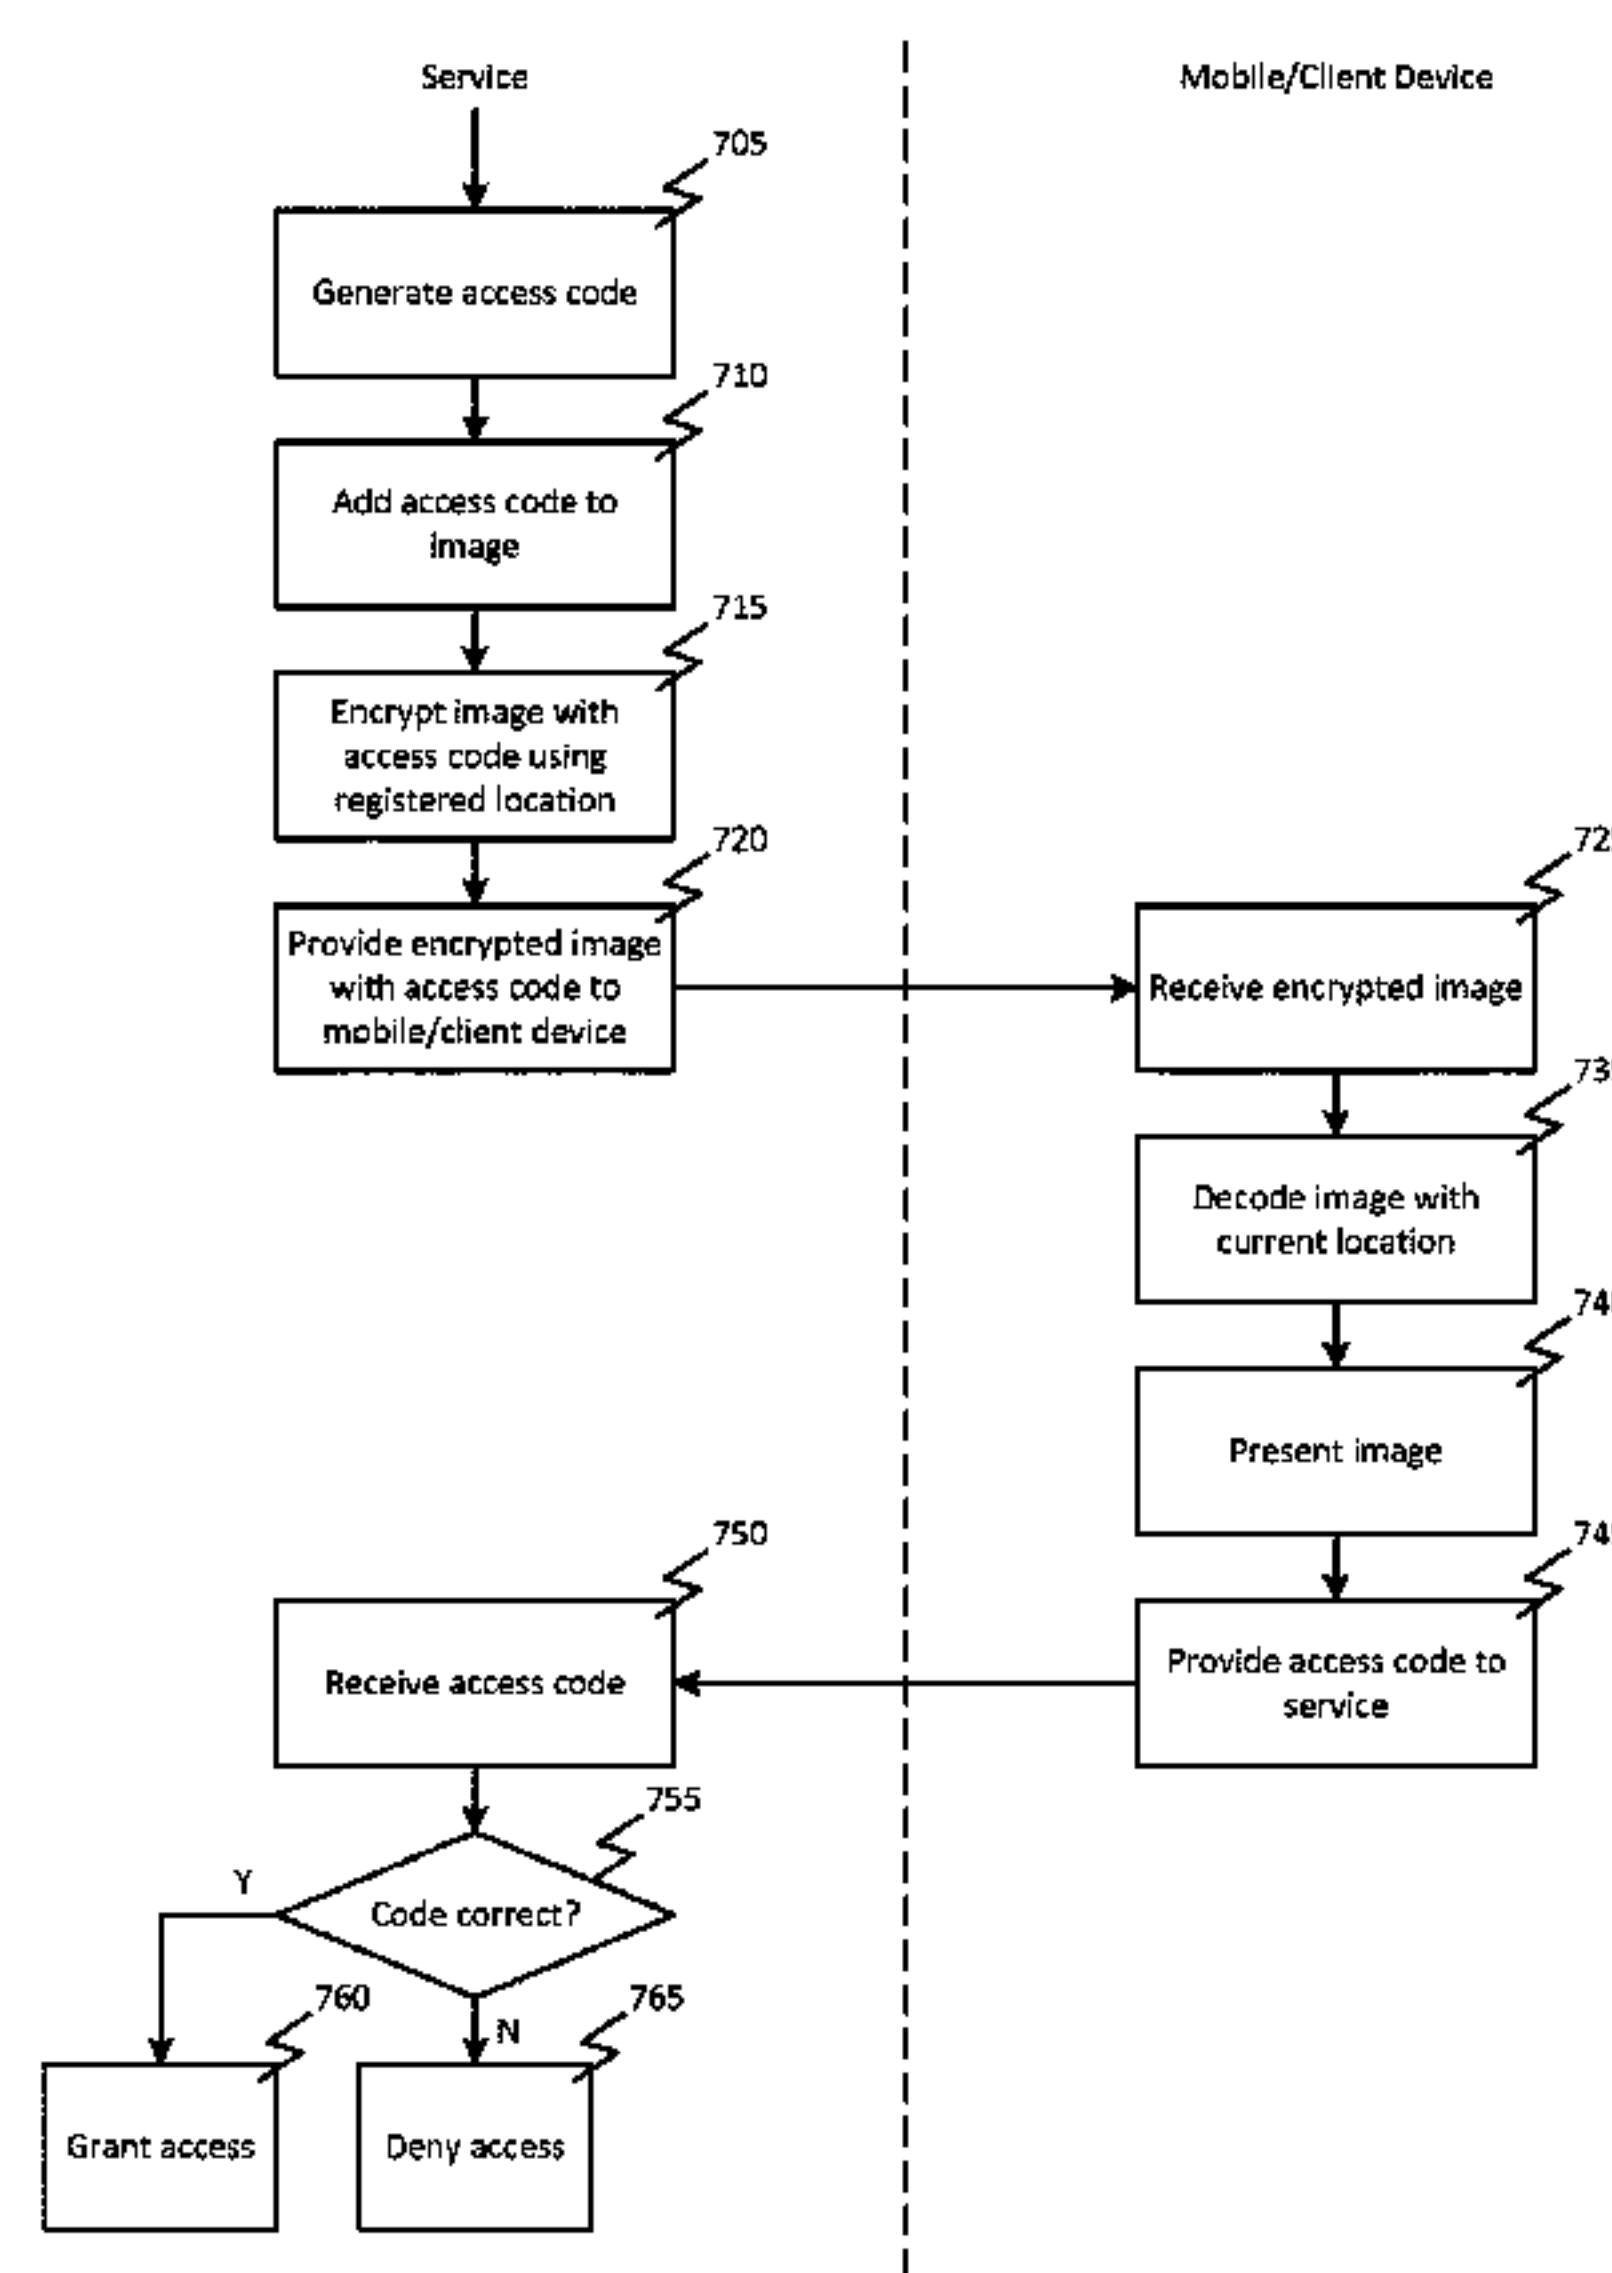 Service
Mobile/Client Device
705
Generate access code
710
Add access code to
image
715
Encrypt image with
access code using
registered location
720
Provide encrypted image
with access code to
mobile/client device
Receive encrypted image
Decode image with
current location
Present image
Provide access code to
service
750
Receive access code
755
Code correct?
Y
N
760
Grant access
765
Deny access